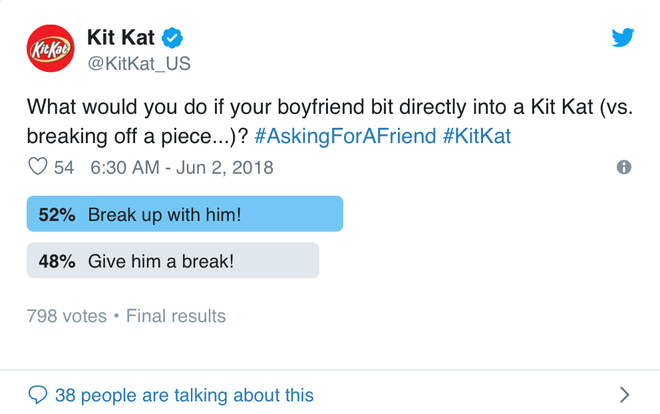 KitKat
Kit Kat
@KitKat_US
What would you do if your boyfriend bit directly into a Kit Kat (vs.
breaking off a piece...)? #AskingForAFriend #KitKat
54 6:30 AM - Jun 2, 2018
52% Break up with him!
48% Give him a break!
798 votes • Final results
38 people are talking about this